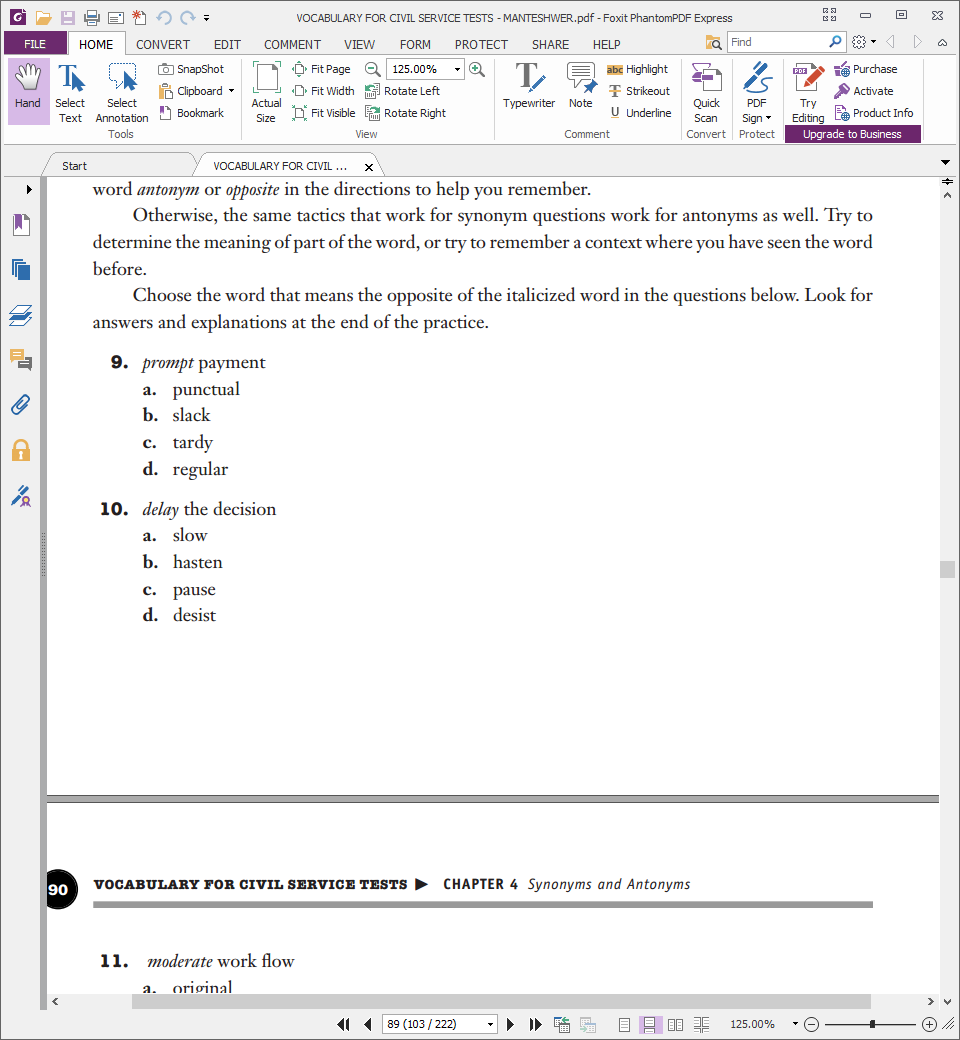 VOCABULARY FOR CIVIL SERVICE TESTS - MANTESHWER.pdf - Foxit PhantomPDF Express
FILE HOME CONVERT EDIT COMMENT VIEW FORM PROTECT SHARE HELP Find
Hand
Select Text
Select Annotation
SnapShot
Clipboard
Bookmark
Tools
Actual Size
Fit Page
Fit Width
Fit Visible
125.00%
Rotate Left
Rotate Right
View
Typewriter
Note
abc Highlight
Strikeout
Underline
Comment
Quick Scan
Convert
PDF Sign
Protect
Try Editing
Purchase
Activate
Product Info
Upgrade to Business
Start
VOCABULARY FOR CIVIL ...
word antonym or opposite in the directions to help you remember.
Otherwise, the same tactics that work for synonym questions work for antonyms as well. Try to
determine the meaning of part of the word, or try to remember a context where you have seen the word
before.
Choose the word that means the opposite of the italicized word in the questions below. Look for
answers and explanations at the end of the practice.
9. prompt payment
a. punctual
b. slack
c. tardy
d. regular
10. delay the decision
a. slow
b. hasten
c. pause
d. desist
90 VOCABULARY FOR CIVIL SERVICE TESTS ▶ CHAPTER 4 Synonyms and Antonyms
11. moderate work flow
a. original
89 (103 / 222)
125.00%